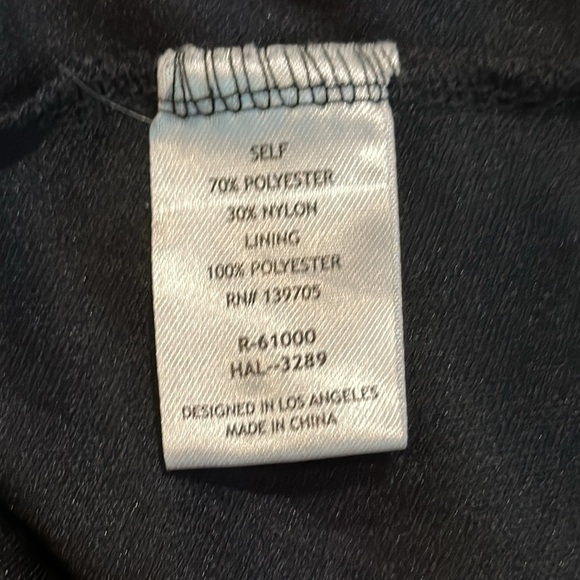 SELF
70% POLYESTER
30% NYLON
LINING
100% POLYESTER
RN# 139705
R-61000
HAL--3289
DESIGNED IN LOS ANGELES
MADE IN CHINA